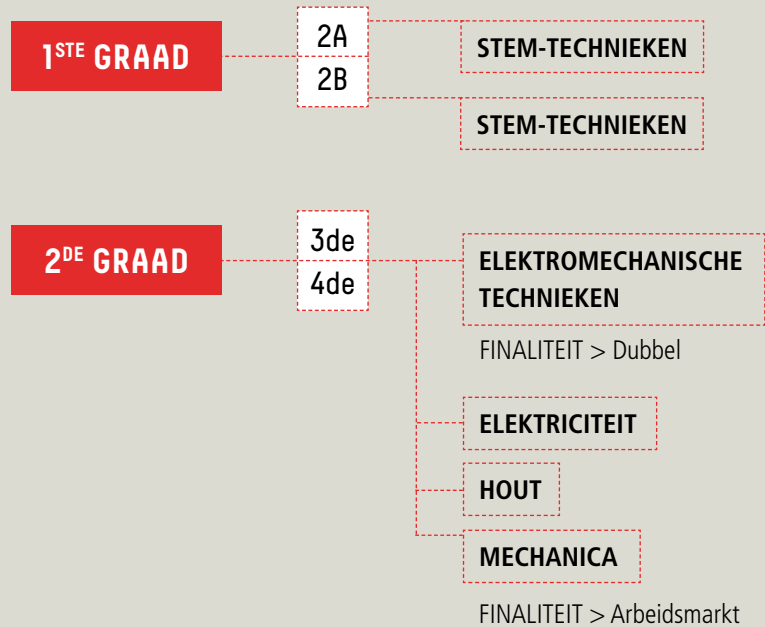 1STE GRAAD
2A
2B
STEM-TECHNIEKEN
STEM-TECHNIEKEN
2DE GRAAD
3de
4de
ELEKTROMECHANISCHE
TECHNIEKEN
FINALITEIT > Dubbel
ELEKTRICITEIT
HOUT
MECHANICA
FINALITEIT > Arbeidsmarkt